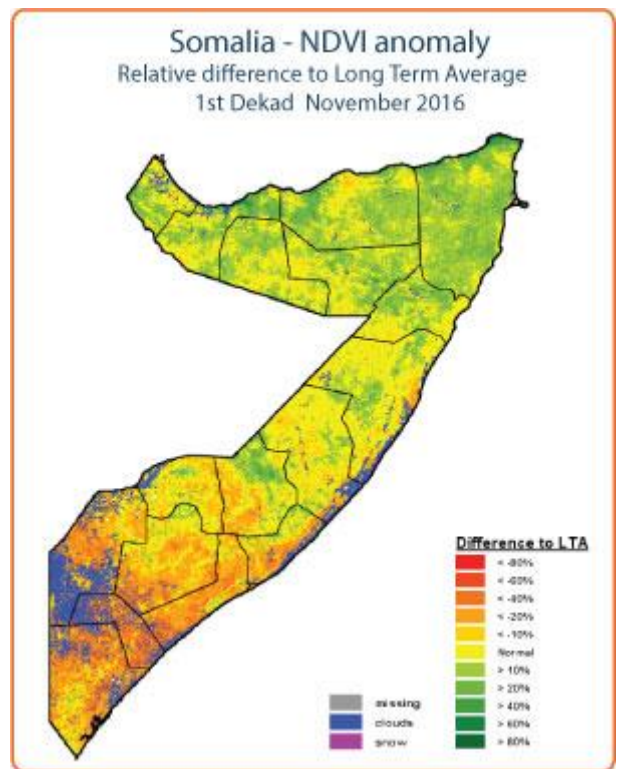 Somalia - NDVI anomaly
Relative difference to Long Term Average
1st Dekad November 2016
Difference to LTA
< -80%
< -60%
< -40%
< -20%
< -10%
Normal
> 10%
> 20%
> 40%
> 60%
> 80%
missing
clouds
snow